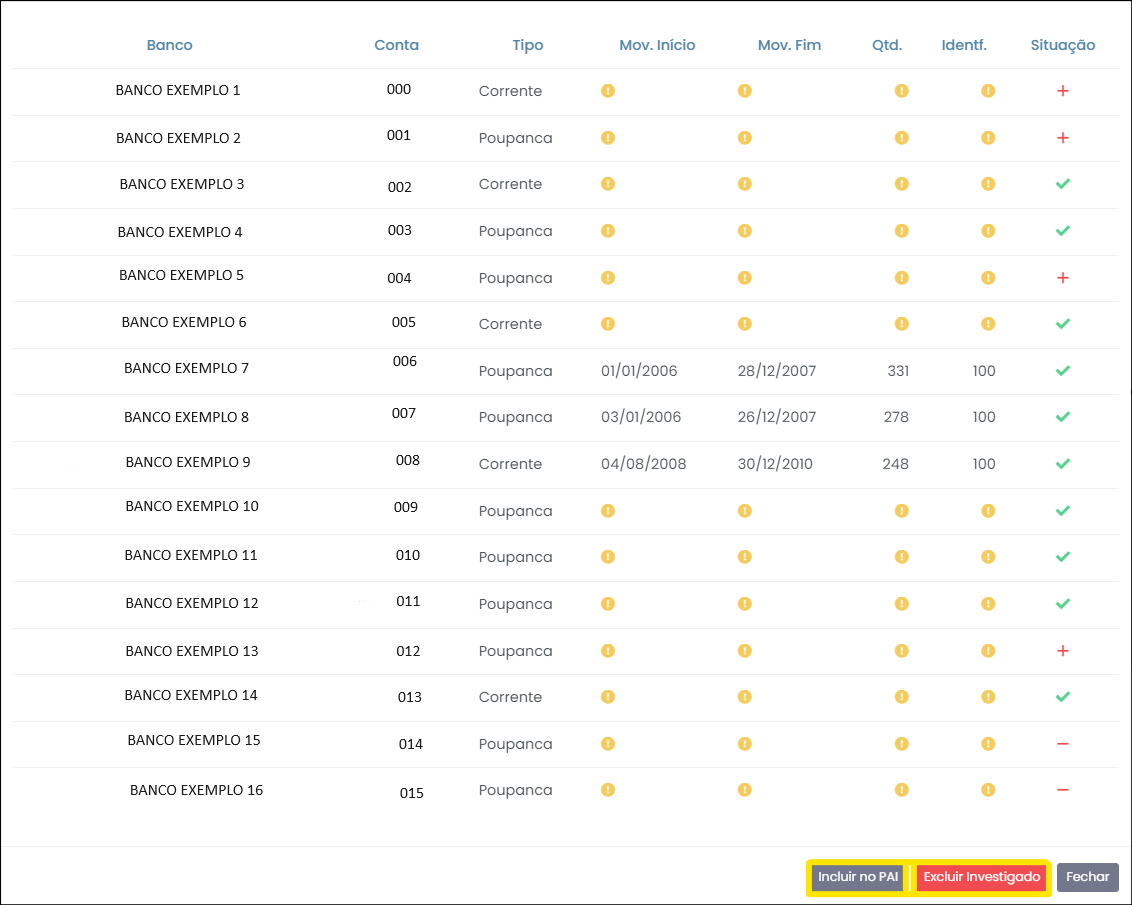 Banco Conta Tipo Mov. Início Mov. Fim Qtd. Identf. Situação
BANCO EXEMPLO 1 000 Corrente
BANCO EXEMPLO 2 001 Poupanca
BANCO EXEMPLO 3 002 Corrente
BANCO EXEMPLO 4 003 Poupanca
BANCO EXEMPLO 5 004 Poupanca
BANCO EXEMPLO 6 005 Corrente
BANCO EXEMPLO 7 006 Poupanca 01/01/2006 28/12/2007 331 100
BANCO EXEMPLO 8 007 Poupanca 03/01/2006 26/12/2007 278 100
BANCO EXEMPLO 9 008 Corrente 04/08/2008 30/12/2010 248 100
BANCO EXEMPLO 10 009 Poupanca
BANCO EXEMPLO 11 010 Poupanca
BANCO EXEMPLO 12 011 Poupanca
BANCO EXEMPLO 13 012 Poupanca
BANCO EXEMPLO 14 013 Corrente
BANCO EXEMPLO 15 014 Poupanca
BANCO EXEMPLO 16 015 Poupanca
Incluir no PAI Excluir Investigado Fechar